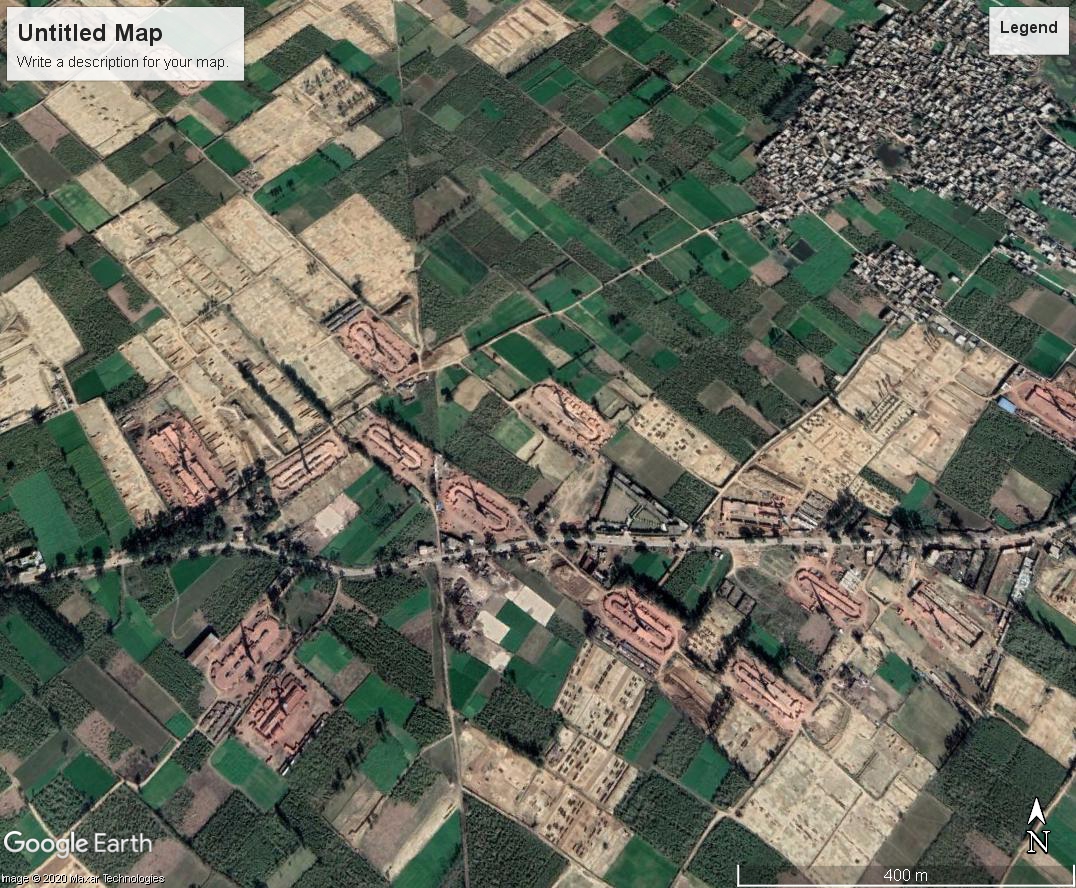 Untitled Map
Write a description for your map.
Legend
Google Earth
Image © 2020 Maxar Technologies
N
400 m